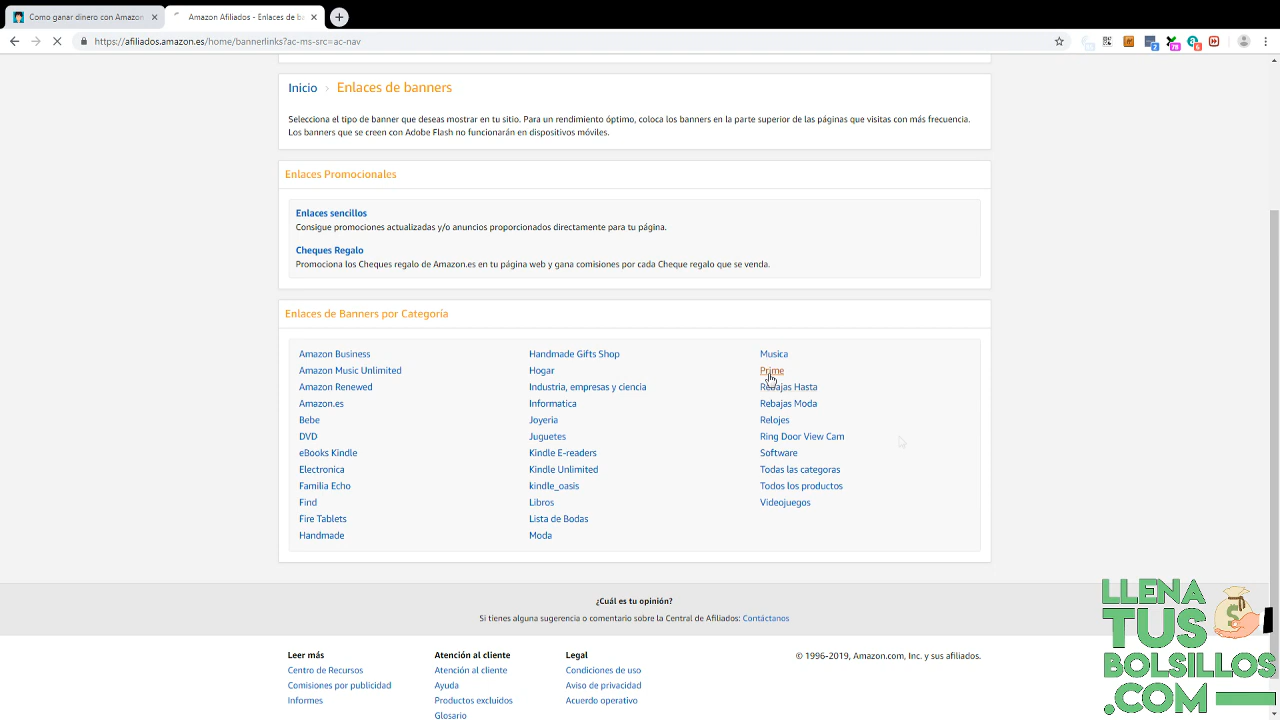 Como ganar dinero con Amazon
Amazon Afiliados - Enlaces de b
https://afiliados.amazon.es/home/bannerlinks?ac-ms-src=ac-nav
Inicio › Enlaces de banners
Selecciona el tipo de banner que deseas mostrar en tu sitio. Para un rendimiento óptimo, coloca los banners en la parte superior de las páginas que visitas con más frecuencia.
Los banners que se creen con Adobe Flash no funcionarán en dispositivos móviles.
Enlaces Promocionales
Enlaces sencillos
Consigue promociones actualizadas y/o anuncios proporcionados directamente para tu página.
Cheques Regalo
Promociona los Cheques regalo de Amazon.es en tu página web y gana comisiones por cada Cheque regalo que se venda.
Enlaces de Banners por Categoría
Amazon Business
Amazon Music Unlimited
Amazon Renewed
Amazon.es
Bebe
DVD
eBooks Kindle
Electronica
Familia Echo
Find
Fire Tablets
Handmade
Handmade Gifts Shop
Hogar
Industria, empresas y ciencia
Informatica
Joyeria
Juguetes
Kindle E-readers
Kindle Unlimited
kindle_oasis
Libros
Lista de Bodas
Moda
Musica
Prime
Rebajas Hasta
Rebajas Moda
Relojes
Ring Door View Cam
Software
Todas las categoras
Todos los productos
Videojuegos
¿Cuál es tu opinión?
Si tienes alguna sugerencia o comentario sobre la Central de Afiliados: Contáctanos
Leer más
Centro de Recursos
Comisiones por publicidad
Informes
Atención al cliente
Atención al cliente
Ayuda
Productos excluidos
Glosario
Legal
Condiciones de uso
Aviso de privacidad
Acuerdo operativo
© 1996-2019, Amazon.com, Inc. y sus afiliados.
LLENA
TUS
BOLSILLOS
.COM